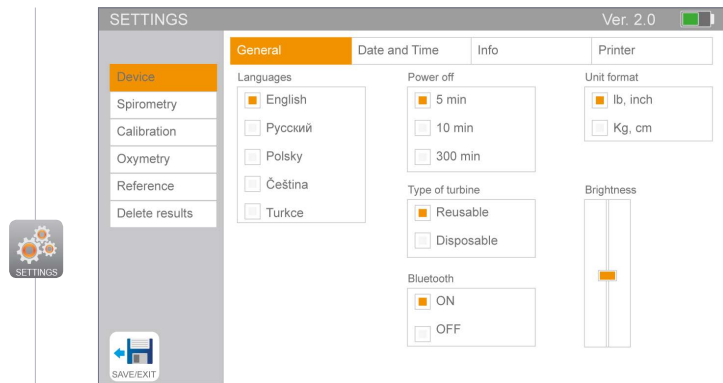 SETTINGS
Ver. 2.0
General
Date and Time
Info
Printer
Device
Spirometry
Calibration
Oxymetry
Reference
Delete results
Languages
English
Русский
Polsky
Čeština
Turkce
Power off
5 min
10 min
300 min
Type of turbine
Reusable
Disposable
Bluetooth
ON
OFF
Unit format
lb, inch
Kg, cm
Brightness
SETTINGS
SAVE/EXIT